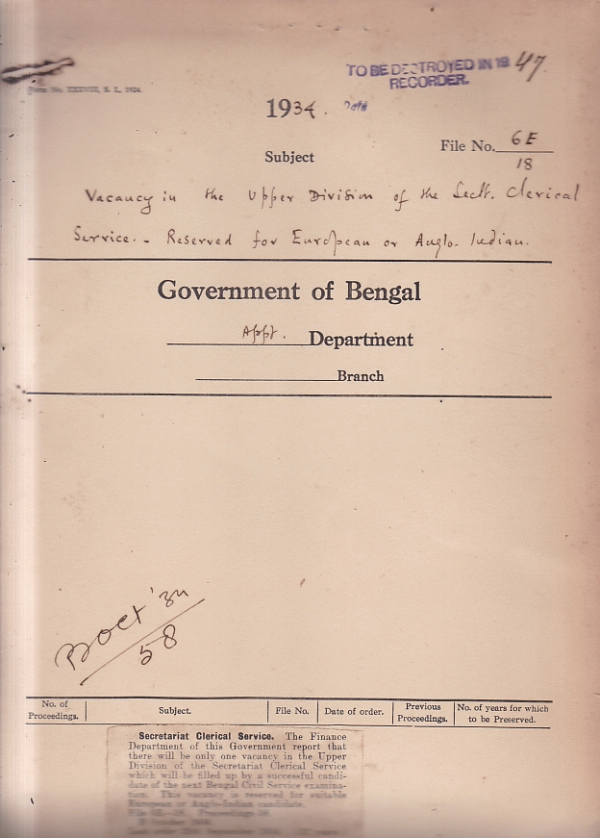 Form No. XXXVIII, S. L., 1934.
TO BE DESTROYED IN 19 47.
RECORDER.
1934.
File No. 6E
18
Subject
Vacancy in the Upper Division of the Sectt. Clerical
Service. - Reserved for European or Anglo-Indian.
Government of Bengal
Appt. Department
Branch
B Oct '34
58
No. of Proceedings. Subject. File No. Date of order. Previous Proceedings. No. of years for which to be Preserved.
Secretariat Clerical Service. The Finance
Department of this Government report that
there will be only one vacancy in the Upper
Division of the Secretariat Clerical Service
which will be filled up by a successful candi-
date of the next Bengal Civil Service examina-
tion. This vacancy is reserved for suitable
European or Anglo-Indian candidate.